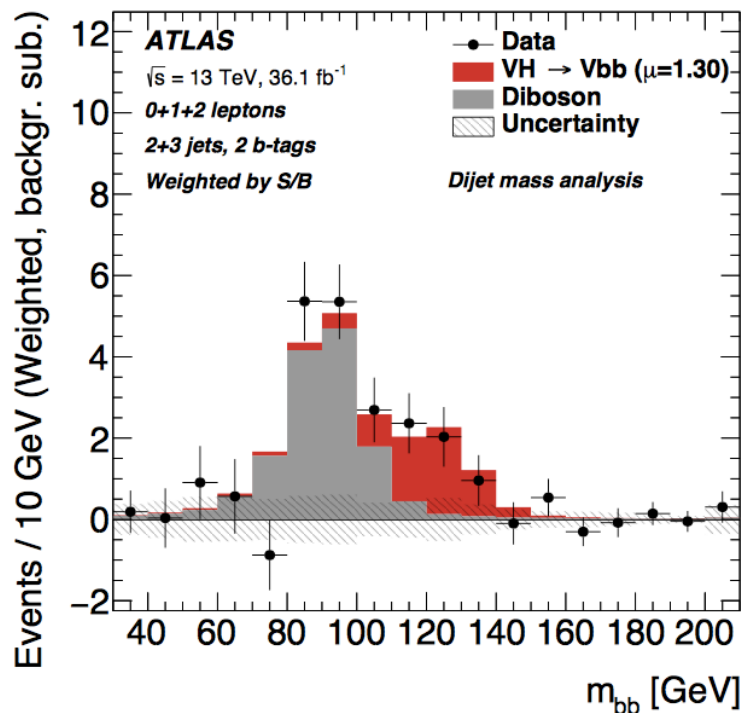 ATLAS
√s = 13 TeV, 36.1 fb⁻¹
0+1+2 leptons
2+3 jets, 2 b-tags
Weighted by S/B
Data
VH → Vbb (μ=1.30)
Diboson
Uncertainty
Dijet mass analysis
Events / 10 GeV (Weighted, backgr. sub.)
12
10
8
6
4
2
0
−2
40 60 80 100 120 140 160 180 200
m_bb [GeV]